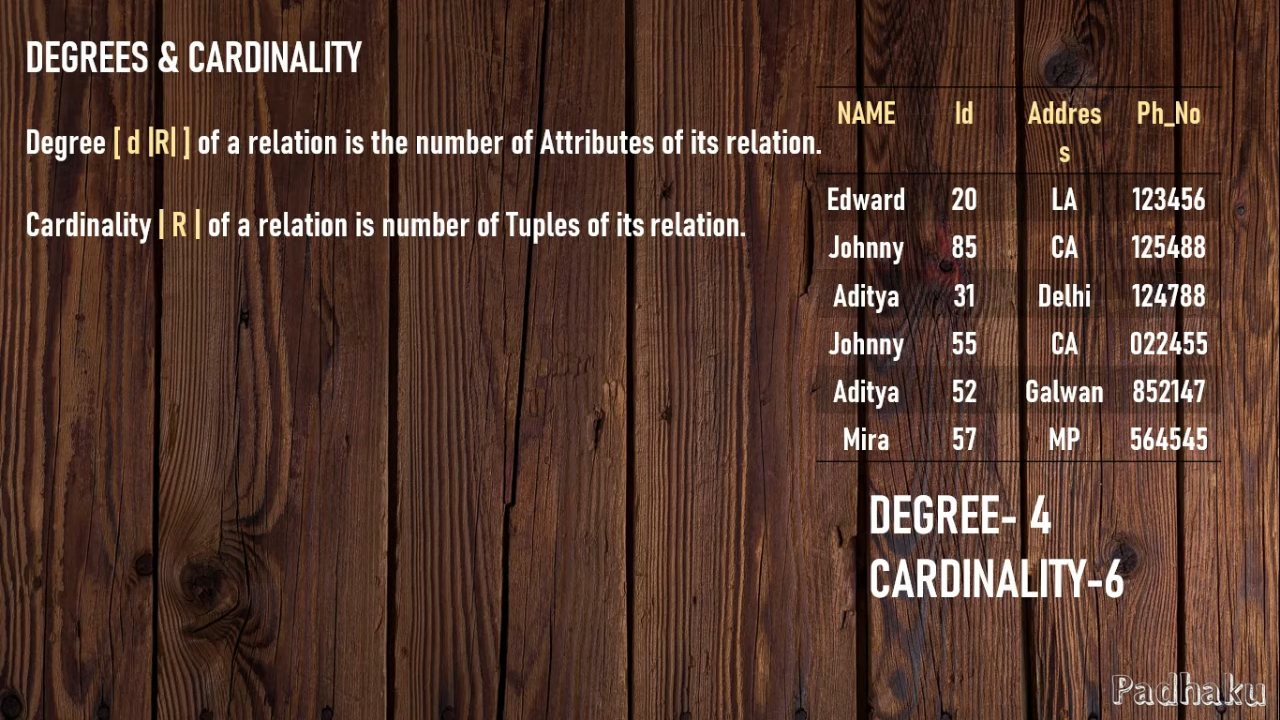 DEGREES & CARDINALITY
Degree [ d |R| ] of a relation is the number of Attributes of its relation.
Cardinality | R | of a relation is number of Tuples of its relation.
NAME Id Addres Ph_No
s
Edward 20 LA 123456
Johnny 85 CA 125488
Aditya 31 Delhi 124788
Johnny 55 CA 022455
Aditya 52 Galwan 852147
Mira 57 MP 564545
DEGREE- 4
CARDINALITY-6
Padhaku